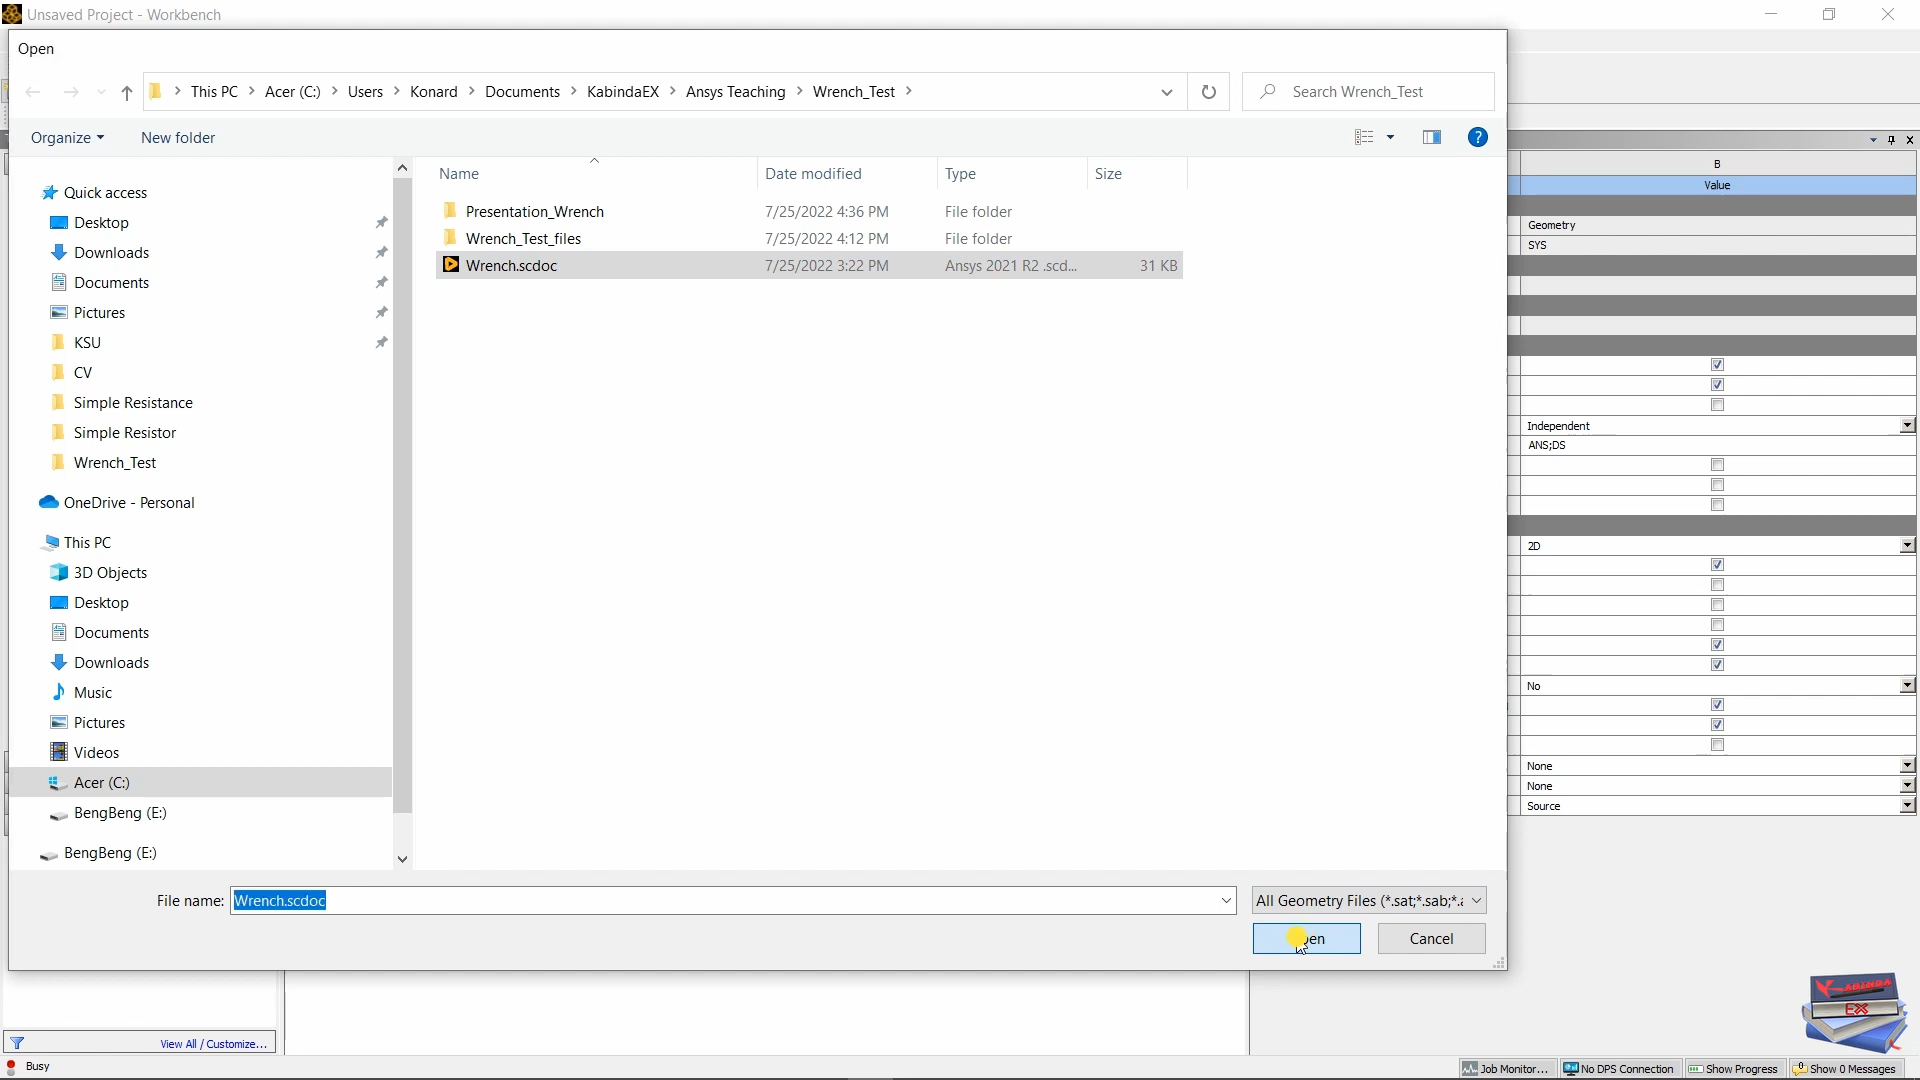 Unsaved Project - Workbench
Open
This PC > Acer (C:) > Users > Konard > Documents > KabindaEX > Ansys Teaching > Wrench_Test >
Search Wrench_Test
Organize
New folder
Name
Date modified
Type
Size
Presentation_Wrench 7/25/2022 4:36 PM File folder
Wrench_Test_files 7/25/2022 4:12 PM File folder
Wrench.scdoc 7/25/2022 3:22 PM Ansys 2021 R2 .scd... 31 KB
Quick access
Desktop
Downloads
Documents
Pictures
KSU
CV
Simple Resistance
Simple Resistor
Wrench_Test
OneDrive - Personal
This PC
3D Objects
Desktop
Documents
Downloads
Music
Pictures
Videos
Acer (C:)
BengBeng (E:)
BengBeng (E:)
File name: Wrench.scdoc
All Geometry Files (*.sat;*.sab;*.
Cancel
B
Value
Geometry
SYS
Independent
ANS;DS
2D
No
None
None
Source
KABINDA
EX
View All / Customize...
Busy
Job Monitor...
No DPS Connection
Show Progress
Show 0 Messages